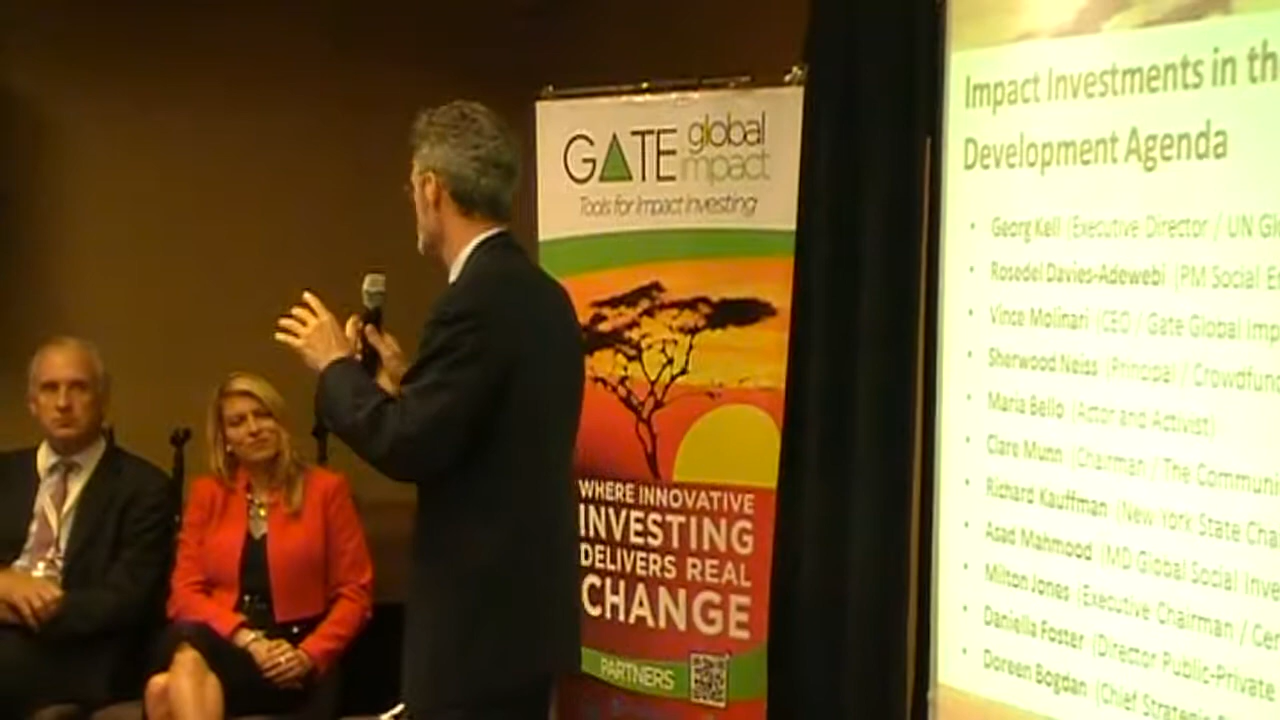 GATE global impact
Tools for Impact Investing
WHERE INNOVATIVE
INVESTING
DELIVERS REAL
CHANGE
PARTNERS
Impact Investments in th
Development Agenda
• Georg Kell (Executive Director / UN Gl
• Rosedel Davies-Adewebi (PM Social E
• Vince Molinari (CEO / Gate Global Imp
• Sherwood Neiss (Principal / Crowdfun
• Maria Bello (Actor and Activist)
• Clare Munn (Chairman / The Communi
• Richard Kauffman (New York State Cha
• Asad Mahmood (MD Global Social Inve
• Milton Jones (Executive Chairman / Ce
• Daniella Foster (Director Public-Private
• Doreen Bogdan (Chief Strategi